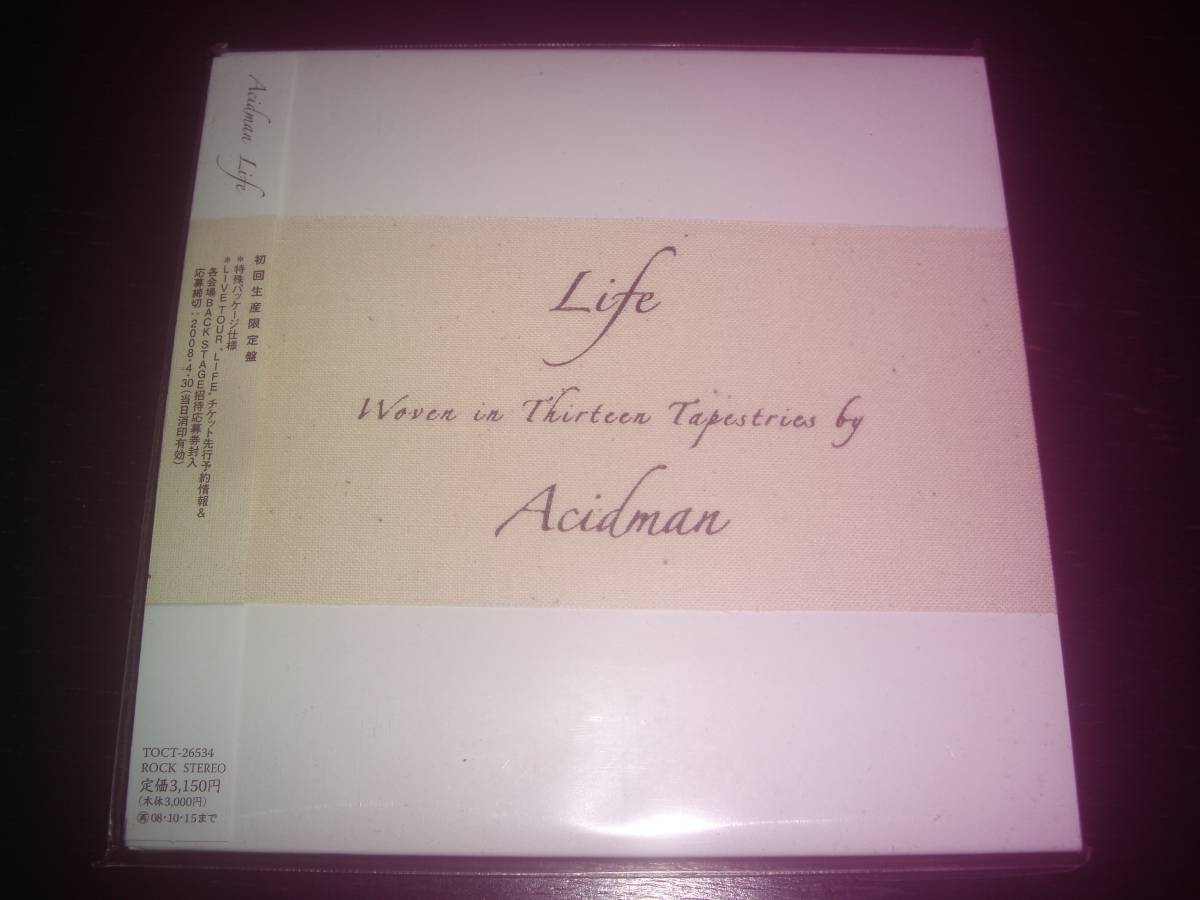 Acidman Life
初回生産限定盤
*特殊パッケージ仕様
*LIVE TOUR "LIFE" チケット先行予約情報&
各会場BACK STAGE招待応募券封入
応募締切:2008・4・30(当日消印有効)
Life
Woven in Thirteen Tapestries by
Acidman
TOCT-26534
ROCK STEREO
定価3,150円
(本体3,000円)
㋐08・10・15まで